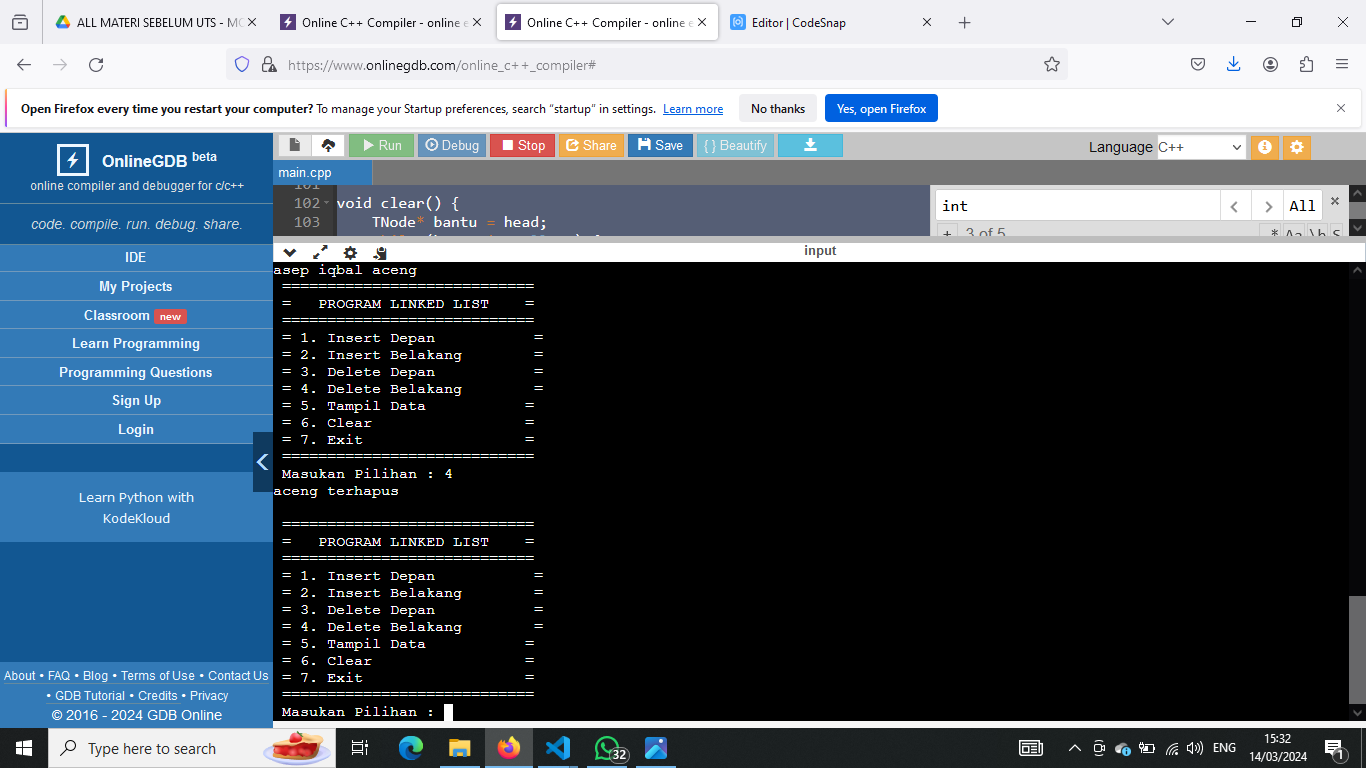 ALL MATERI SEBELUM UTS - MO
Online C++ Compiler - online e
Online C++ Compiler - online e
Editor | CodeSnap
https://www.onlinegdb.com/online_c++_compiler#
Open Firefox every time you restart your computer? To manage your Startup preferences, search “startup” in settings. Learn more
No thanks
Yes, open Firefox
OnlineGDB beta
online compiler and debugger for c/c++
code. compile. run. debug. share.
IDE
My Projects
Classroom new
Learn Programming
Programming Questions
Sign Up
Login
Learn Python with
KodeKloud
About • FAQ • Blog • Terms of Use • Contact Us
• GDB Tutorial • Credits • Privacy
© 2016 - 2024 GDB Online
Run
Debug
Stop
Share
Save
{ } Beautify
Language C++
main.cpp
101
102 void clear() {
103 TNode* bantu = head;
int
All
+ 3 of 5 .* Aa \b S
input
asep iqbal aceng
============================
= PROGRAM LINKED LIST =
============================
= 1. Insert Depan =
= 2. Insert Belakang =
= 3. Delete Depan =
= 4. Delete Belakang =
= 5. Tampil Data =
= 6. Clear =
= 7. Exit =
============================
Masukan Pilihan : 4
aceng terhapus
============================
= PROGRAM LINKED LIST =
============================
= 1. Insert Depan =
= 2. Insert Belakang =
= 3. Delete Depan =
= 4. Delete Belakang =
= 5. Tampil Data =
= 6. Clear =
= 7. Exit =
============================
Masukan Pilihan :
Type here to search
32
ENG
15:32
14/03/2024
1